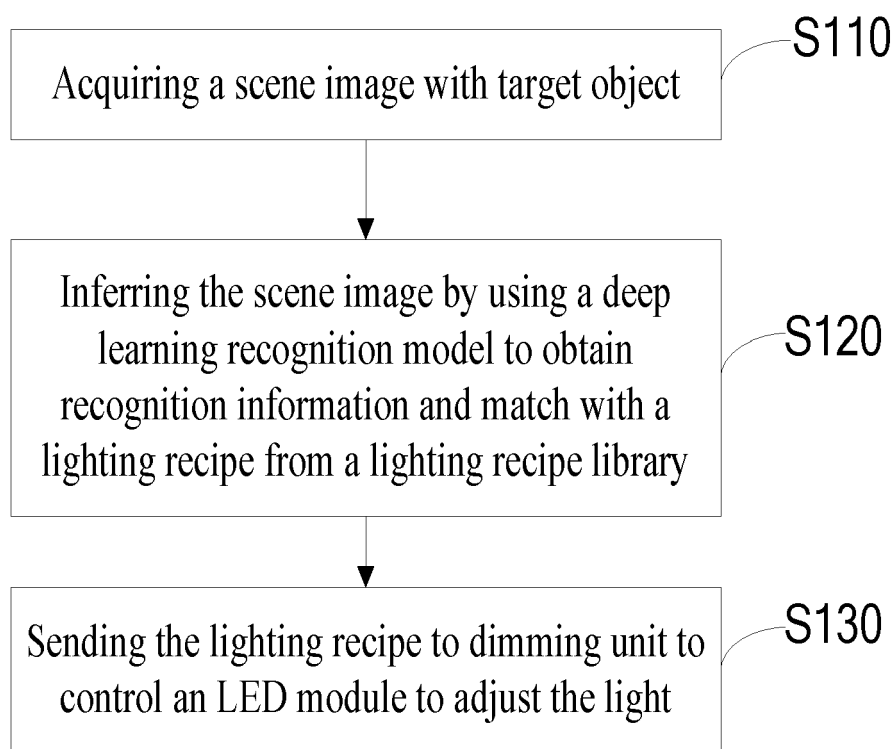 Acquiring a scene image with target object
S110
Inferring the scene image by using a deep
learning recognition model to obtain
recognition information and match with a
lighting recipe from a lighting recipe library
S120
Sending the lighting recipe to dimming unit to
control an LED module to adjust the light
S130